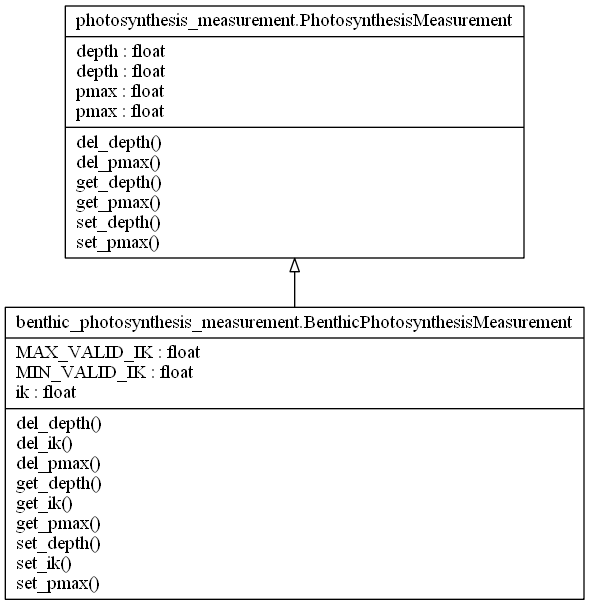 photosynthesis_measurement.PhotosynthesisMeasurement
depth : float
depth : float
pmax : float
pmax : float
del_depth()
del_pmax()
get_depth()
get_pmax()
set_depth()
set_pmax()
benthic_photosynthesis_measurement.BenthicPhotosynthesisMeasurement
MAX_VALID_IK : float
MIN_VALID_IK : float
ik : float
del_depth()
del_ik()
del_pmax()
get_depth()
get_ik()
get_pmax()
set_depth()
set_ik()
set_pmax()